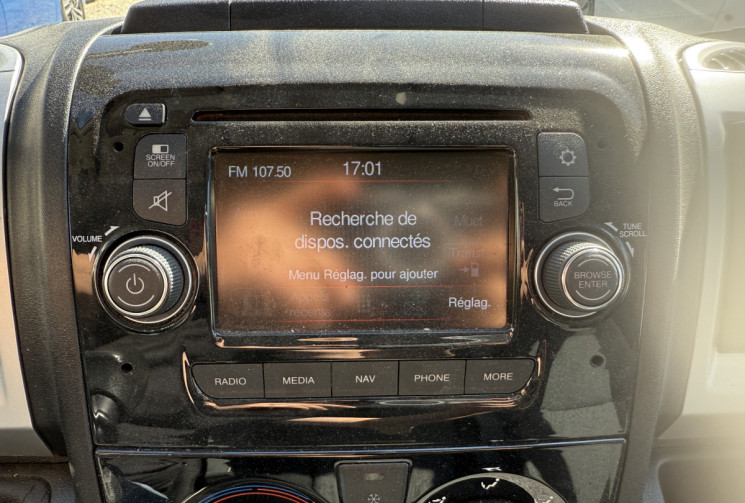 SCREEN
ON/OFF
FM 107.50 17:01
BACK
VOLUME
TUNE
SCROLL
Recherche de
dispos. connectés
Muet
Menu Réglag. pour ajouter
Réglag.
BROWSE
ENTER
RADIO MEDIA NAV PHONE MORE